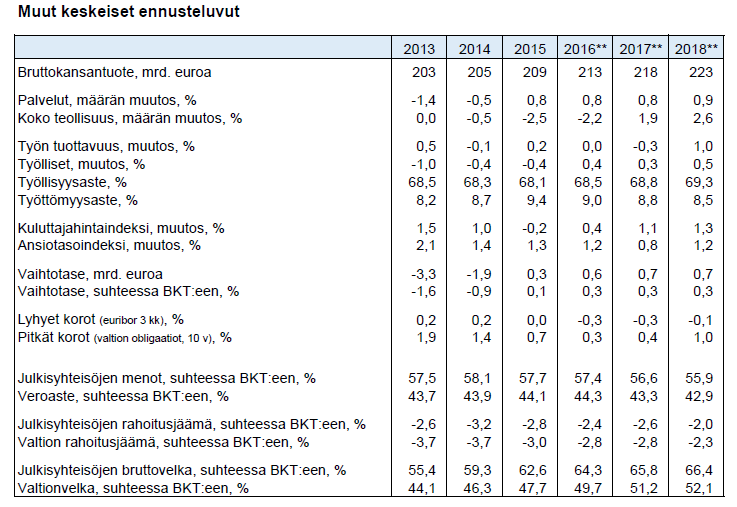 Muut keskeiset ennusteluvut
2013 2014 2015 2016** 2017** 2018**
Bruttokansantuote, mrd. euroa 203 205 209 213 218 223
Palvelut, määrän muutos, % -1,4 -0,5 0,8 0,8 0,8 0,9
Koko teollisuus, määrän muutos, % 0,0 -0,5 -2,5 -2,2 1,9 2,6
Työn tuottavuus, muutos, % 0,5 -0,1 0,2 0,0 -0,3 1,0
Työlliset, muutos, % -1,0 -0,4 -0,4 0,4 0,3 0,5
Työllisyysaste, % 68,5 68,3 68,1 68,5 68,8 69,3
Työttömyysaste, % 8,2 8,7 9,4 9,0 8,8 8,5
Kuluttajahintaindeksi, muutos, % 1,5 1,0 -0,2 0,4 1,1 1,3
Ansiotasoindeksi, muutos, % 2,1 1,4 1,3 1,2 0,8 1,2
Vaihtotase, mrd. euroa -3,3 -1,9 0,3 0,6 0,7 0,7
Vaihtotase, suhteessa BKT:een, % -1,6 -0,9 0,1 0,3 0,3 0,3
Lyhyet korot (euribor 3 kk), % 0,2 0,2 0,0 -0,3 -0,3 -0,1
Pitkät korot (valtion obligaatiot, 10 v), % 1,9 1,4 0,7 0,3 0,4 1,0
Julkisyhteisöjen menot, suhteessa BKT:een, % 57,5 58,1 57,7 57,4 56,6 55,9
Veroaste, suhteessa BKT:een, % 43,7 43,9 44,1 44,3 43,3 42,9
Julkisyhteisöjen rahoitusjäämä, suhteessa BKT:een, % -2,6 -3,2 -2,8 -2,4 -2,6 -2,0
Valtion rahoitusjäämä, suhteessa BKT:een, % -3,7 -3,7 -3,0 -2,8 -2,8 -2,3
Julkisyhteisöjen bruttovelka, suhteessa BKT:een, % 55,4 59,3 62,6 64,3 65,8 66,4
Valtionvelka, suhteessa BKT:een, % 44,1 46,3 47,7 49,7 51,2 52,1